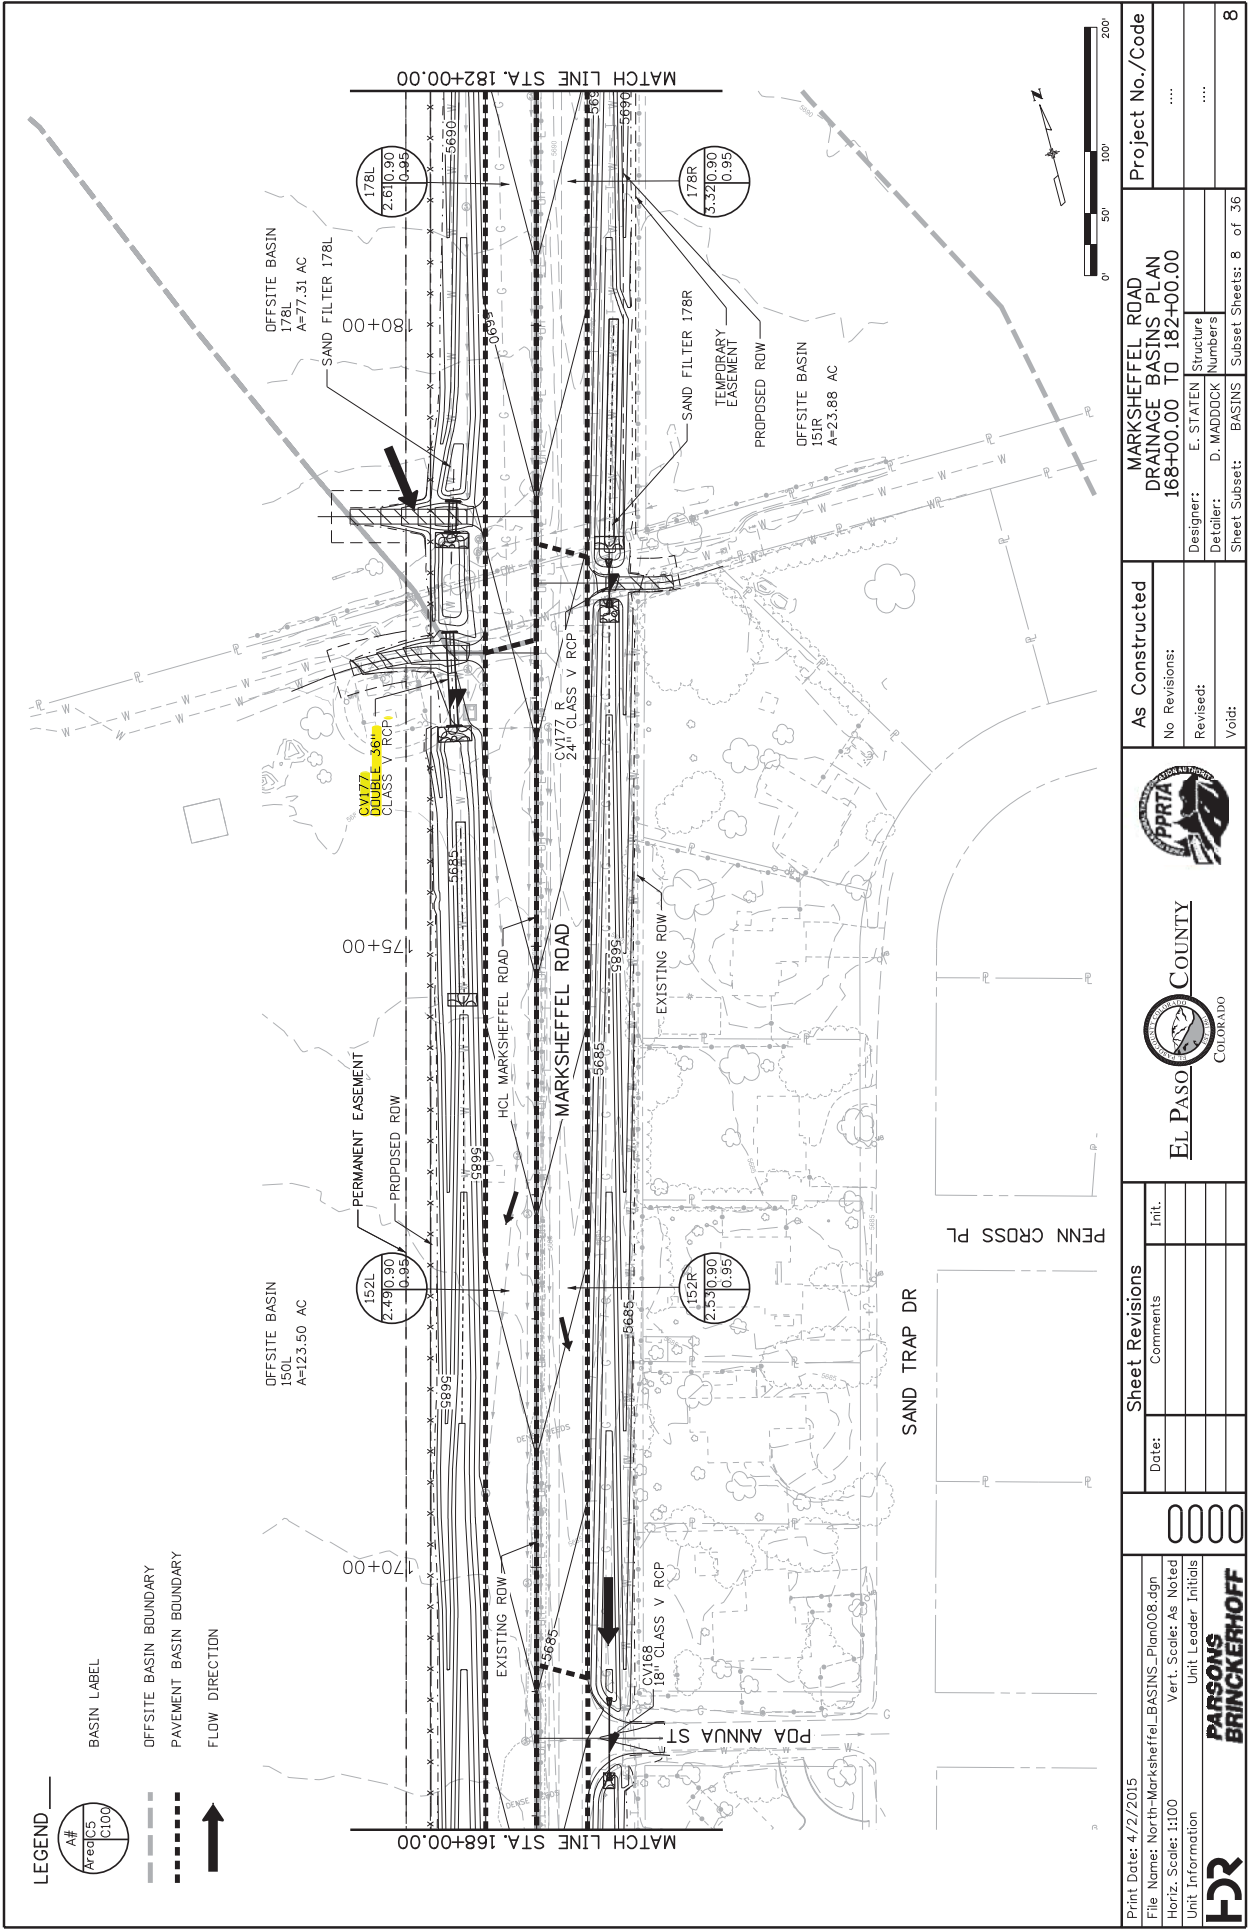 LEGEND
A#
Area C5
C100
BASIN LABEL
OFFSITE BASIN BOUNDARY
PAVEMENT BASIN BOUNDARY
FLOW DIRECTION
OFFSITE BASIN
150L
A=123.50 AC
OFFSITE BASIN
178L
A=77.31 AC
SAND FILTER 178L
PERMANENT EASEMENT
PROPOSED ROW
152L
2.49 0.90
0.95
178L
2.61 0.90
0.95
CV177
DOUBLE 36"
CLASS V RCP
170+00
175+00
180+00
MATCH LINE STA. 168+00.00
MATCH LINE STA. 182+00.00
5685
5685
5685
5690
5690
EXISTING ROW
HCL MARKSHEFFEL ROAD
MARKSHEFFEL ROAD
CV177 R
24" CLASS V RCP
5685
5685
5685
5685
5690
152R
2.53 0.90
0.95
178R
3.32 0.90
0.95
CV168
18" CLASS V RCP
EXISTING ROW
SAND FILTER 178R
TEMPORARY
EASEMENT
PROPOSED ROW
OFFSITE BASIN
151R
A=23.88 AC
POA ANNUA ST
SAND TRAP DR
PENN CROSS PL
N
0'
50'
100'
200'
Print Date: 4/2/2015
File Name: North-Marksheffel_BASINS_Plan008.dgn
Horiz. Scale: 1:100
Vert. Scale: As Noted
Unit Information
Unit Leader Initials
HDR
PARSONS
BRINCKERHOFF
Sheet Revisions
Date:
Comments
Init.
EL PASO COUNTY
COLORADO
PPRTA
As Constructed
No Revisions:
Revised:
Void:
MARKSHEFFEL ROAD
DRAINAGE BASINS PLAN
168+00.00 TO 182+00.00
Designer: E. STATEN
Detailer: D. MADDOCK
Structure
Numbers
Sheet Subset: BASINS
Subset Sheets: 8 of 36
Project No./Code
....
....
8